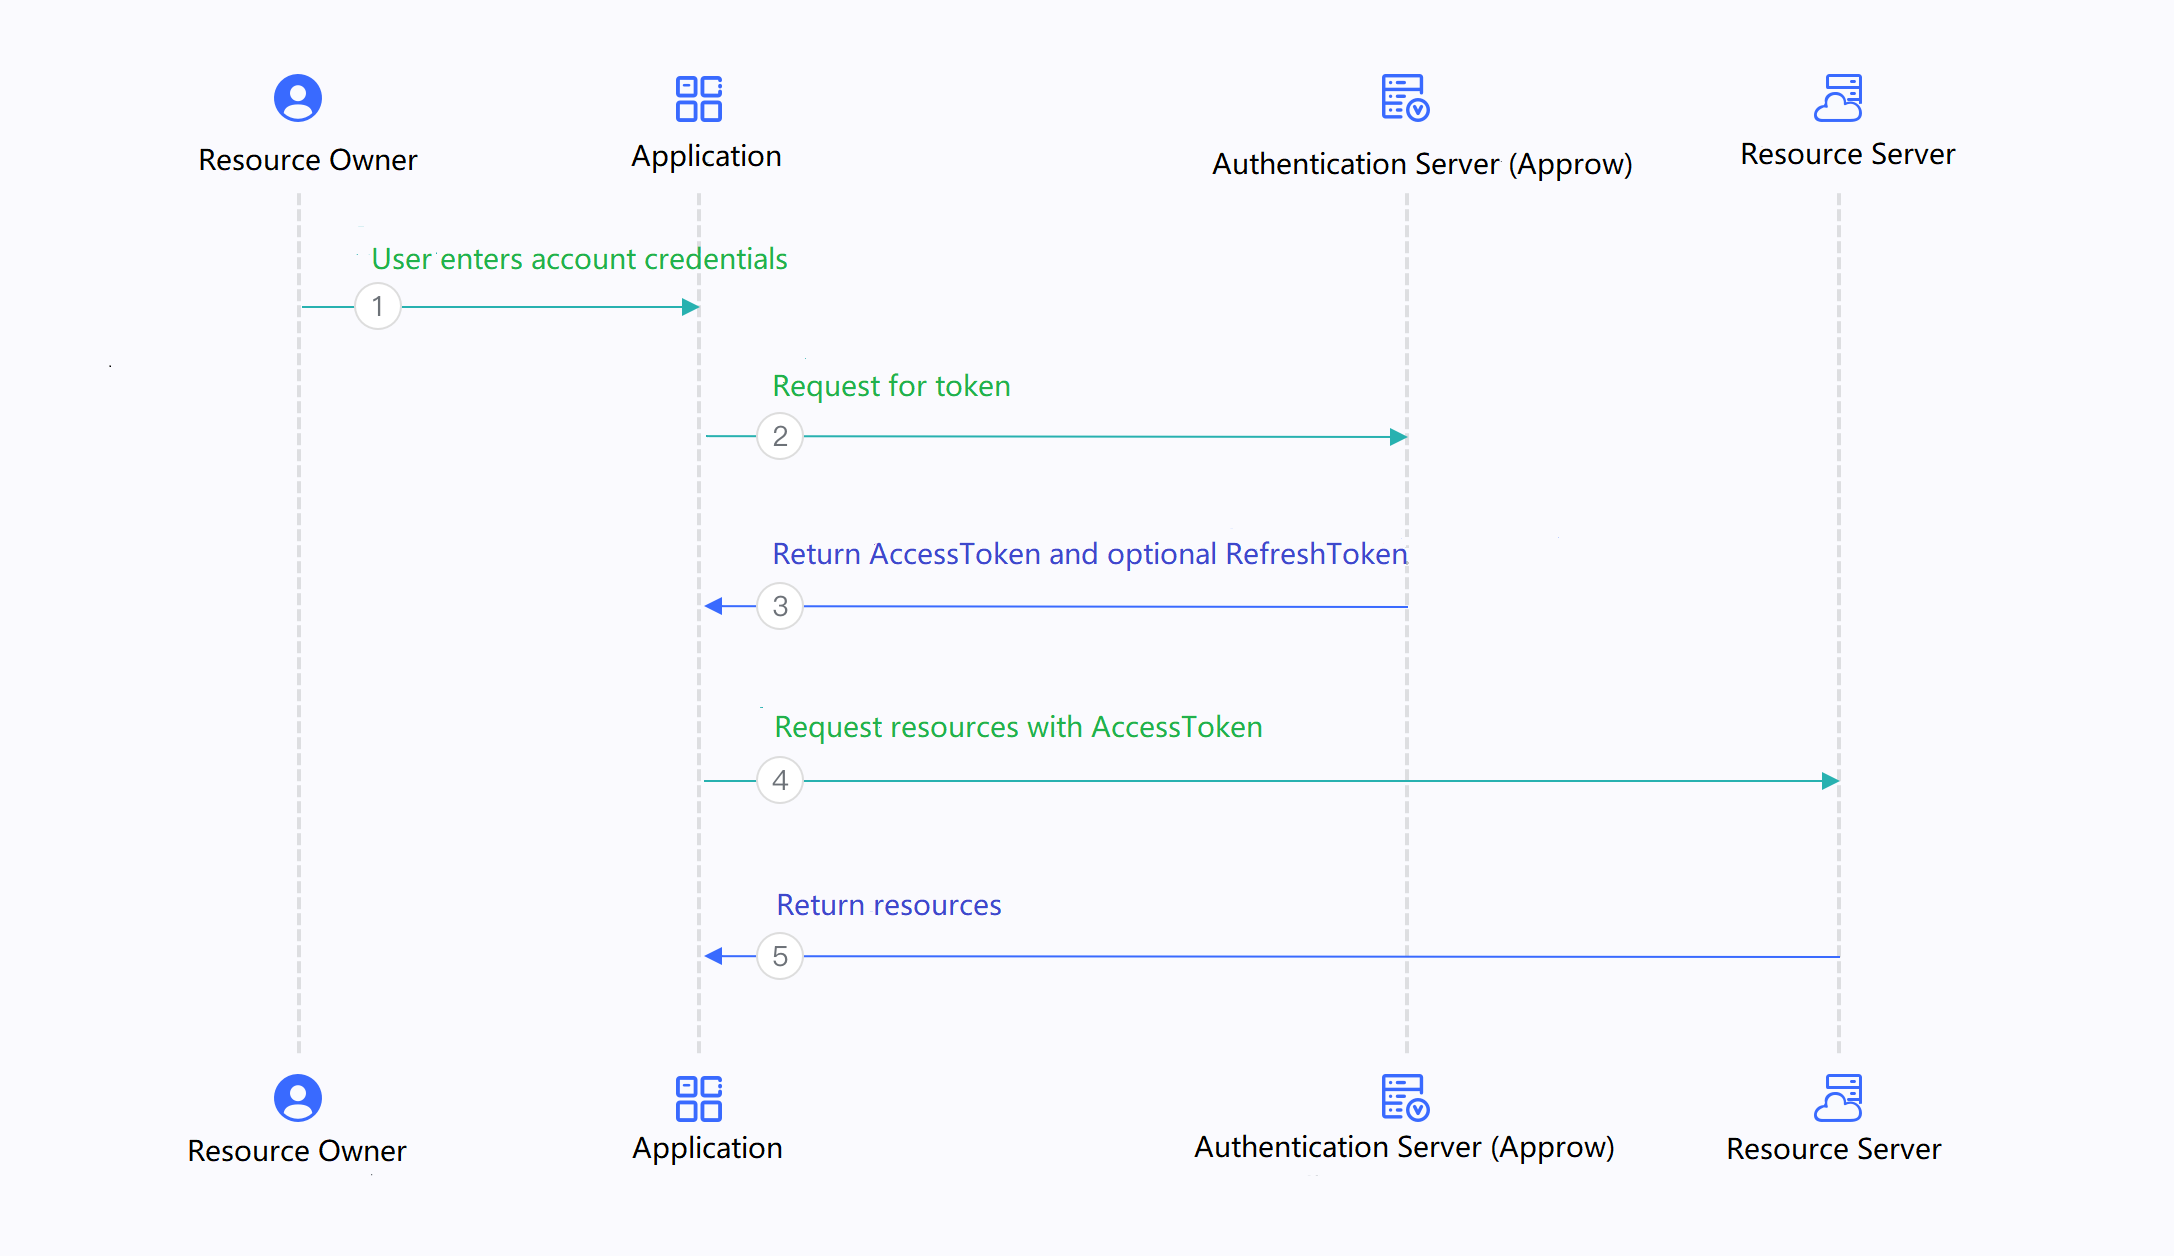 Resource Owner
Application
Authentication Server (Approw)
Resource Server
User enters account credentials
1
Request for token
2
Return AccessToken and optional RefreshToken
3
Request resources with AccessToken
4
Return resources
5
Resource Owner
Application
Authentication Server (Approw)
Resource Server